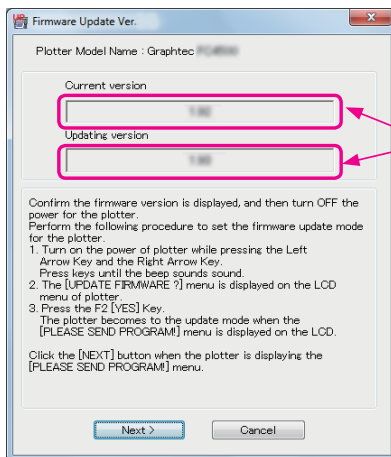 Firmware Update Ver.
Plotter Model Name : Graphtec
Current version
Updating version
Confirm the firmware version is displayed, and then turn OFF the
power for the plotter.
Perform the following procedure to set the firmware update mode
for the plotter.
1. Turn on the power of plotter while pressing the Left
Arrow Key and the Right Arrow Key.
Press keys until the beep sounds sound.
2. The [UPDATE FIRMWARE ?] menu is displayed on the LCD
menu of plotter.
3. Press the F2 [YES] Key.
The plotter becomes to the update mode when the
[PLEASE SEND PROGRAM!] menu is displayed on the LCD.
Click the [NEXT] button when the plotter is displaying the
[PLEASE SEND PROGRAM!] menu.
Next >
Cancel